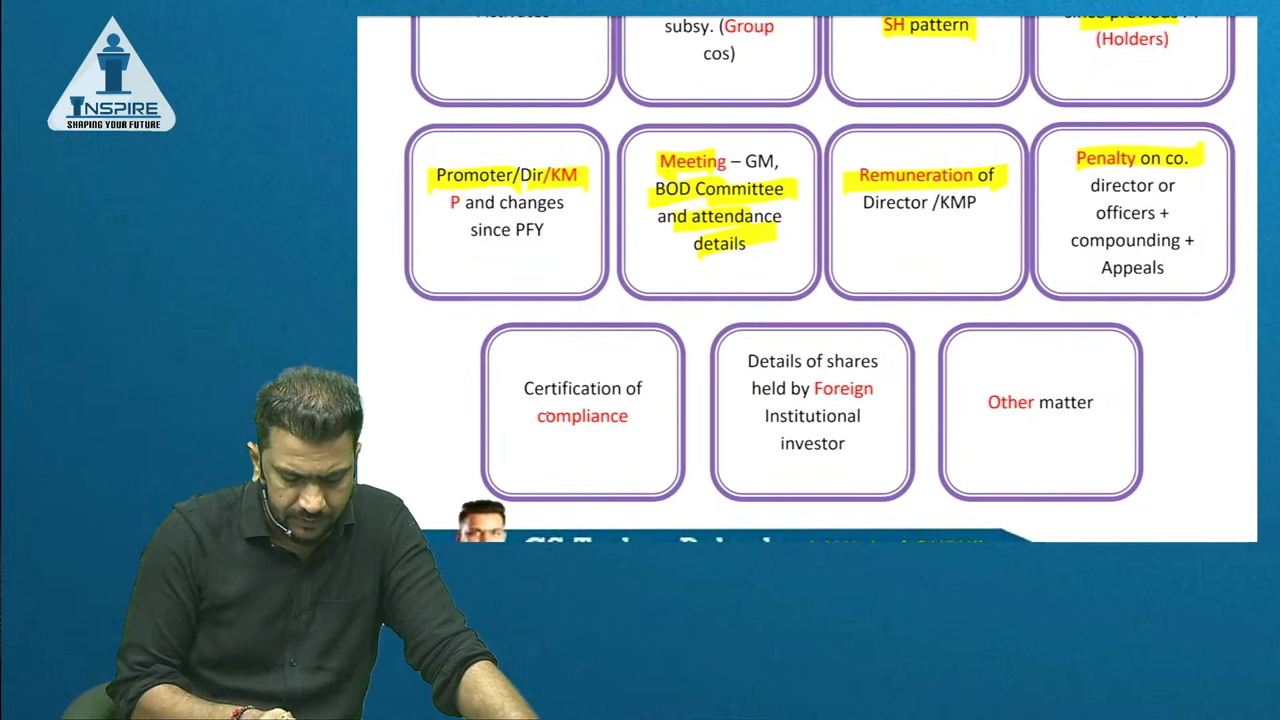 INSPIRE
SHAPING YOUR FUTURE
subsy. (Group
cos)
SH pattern
since previous
(Holders)
Promoter/Dir/KM
P and changes
since PFY
Meeting – GM,
BOD Committee
and attendance
details
Remuneration of
Director /KMP
Penalty on co.
director or
officers +
compounding +
Appeals
Certification of
compliance
Details of shares
held by Foreign
Institutional
investor
Other matter